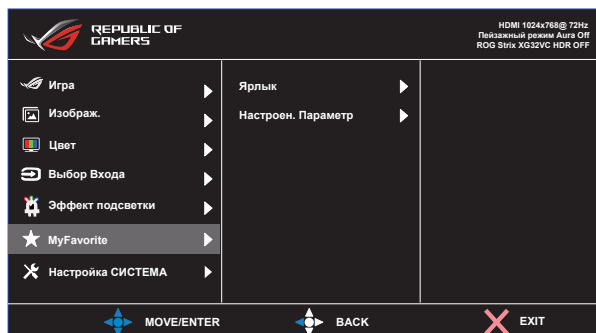 REPUBLIC OF
GAMERS
HDMI 1024x768@ 72Hz
Пейзажный режим Aura Off
ROG Strix XG32VC HDR OFF
Игра
Изображ.
Цвет
Выбор Входа
Эффект подсветки
MyFavorite
Настройка СИСТЕМА
Ярлык
Настроен. Параметр
MOVE/ENTER
BACK
EXIT